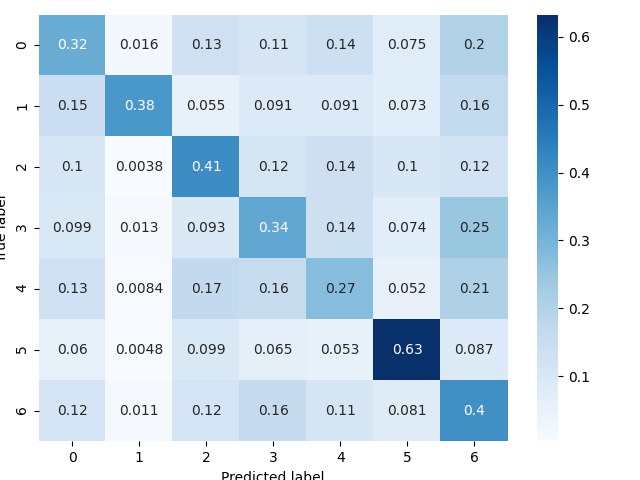 0 0.32 0.016 0.13 0.11 0.14 0.075 0.2
1 0.15 0.38 0.055 0.091 0.091 0.073 0.16
2 0.1 0.0038 0.41 0.12 0.14 0.1 0.12
3 0.099 0.013 0.093 0.34 0.14 0.074 0.25
4 0.13 0.0084 0.17 0.16 0.27 0.052 0.21
5 0.06 0.0048 0.099 0.065 0.053 0.63 0.087
6 0.12 0.011 0.12 0.16 0.11 0.081 0.4
0 1 2 3 4 5 6
Predicted label
True label
0.6
0.5
0.4
0.3
0.2
0.1